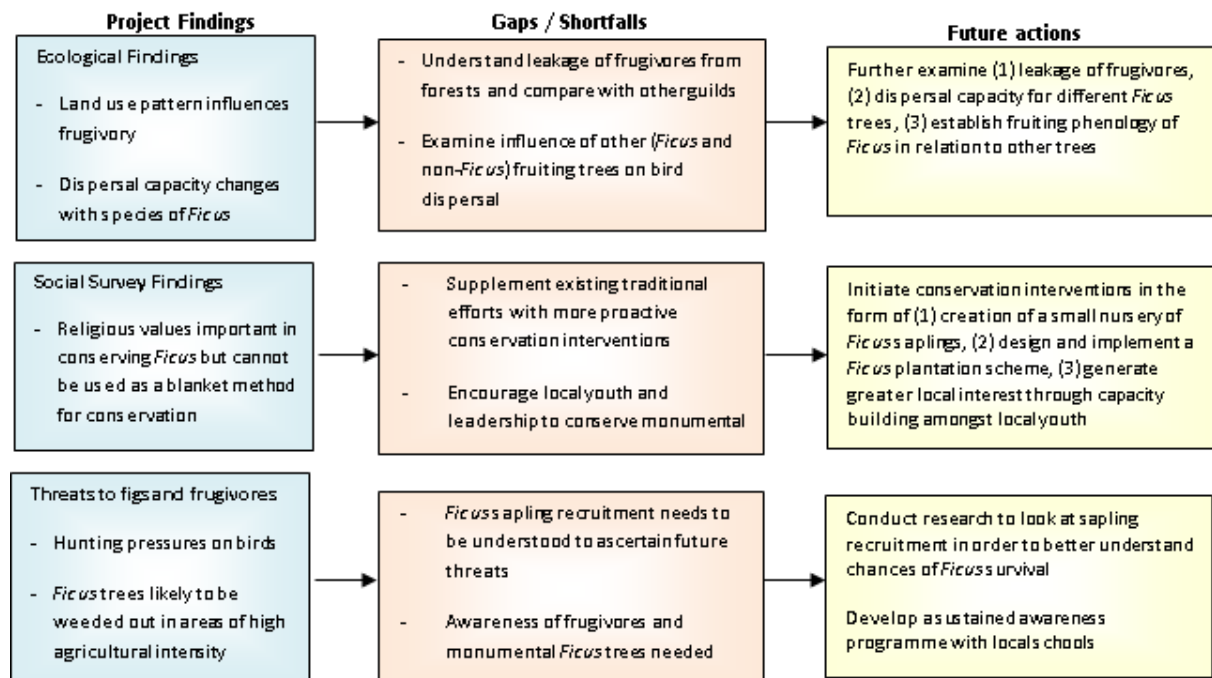 Project Findings
Gaps / Shortfalls
Future actions
Ecological Findings
- Land use pattern influences
frugivory
- Dispersal capacity changes
with species of Ficus
- Understand leakage of frugivores from
forests and compare with other guilds
- Examine influence of other (Ficus and
non-Ficus) fruiting trees on bird
dispersal
Further examine (1) leakage of frugivores,
(2) dispersal capacity for different Ficus
trees, (3) establish fruiting phenology of
Ficus in relation to other trees
Social Survey Findings
- Religious values important in
conserving Ficus but cannot
be used as a blanket method
for conservation
- Supplement existing traditional
efforts with more proactive
conservation interventions
- Encourage local youth and
leadership to conserve monumental
Initiate conservation interventions in the
form of (1) creation of a small nursery of
Ficus saplings, (2) design and implement a
Ficus plantation scheme, (3) generate
greater local interest through capacity
building amongst local youth
Threats to figs and frugivores
- Hunting pressures on birds
- Ficus trees likely to be
weeded out in areas of high
agricultural intensity
- Ficus sapling recruitment needs to
be understood to ascertain future
threats
- Awareness of frugivores and
monumental Ficus trees needed
Conduct research to look at sapling
recruitment in order to better understand
chances of Ficus survival
Develop as sustained awareness
programme with locals chools